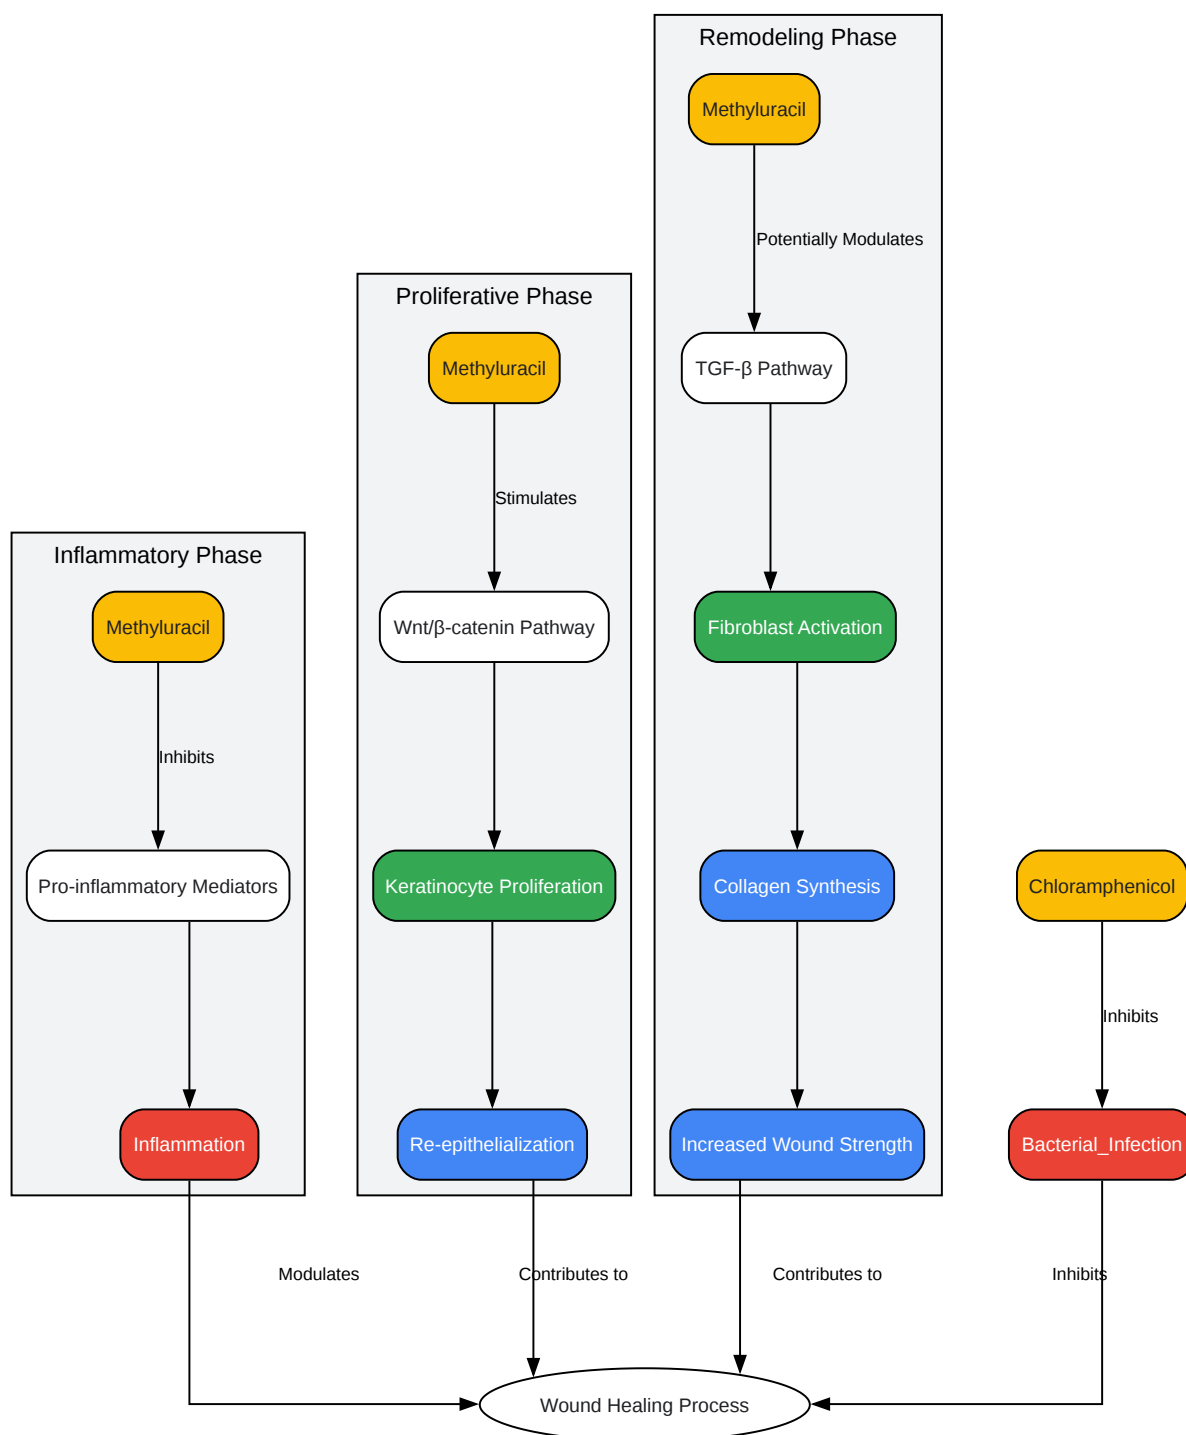 Remodeling Phase
Methyluracil
Potentially Modulates
Proliferative Phase
Methyluracil
TGF-β Pathway
Stimulates
Inflammatory Phase
Methyluracil
Wnt/β-catenin Pathway
Fibroblast Activation
Inhibits
Pro-inflammatory Mediators
Keratinocyte Proliferation
Collagen Synthesis
Chloramphenicol
Inhibits
Inflammation
Re-epithelialization
Increased Wound Strength
Bacterial_Infection
Modulates
Contributes to
Contributes to
Inhibits
Wound Healing Process